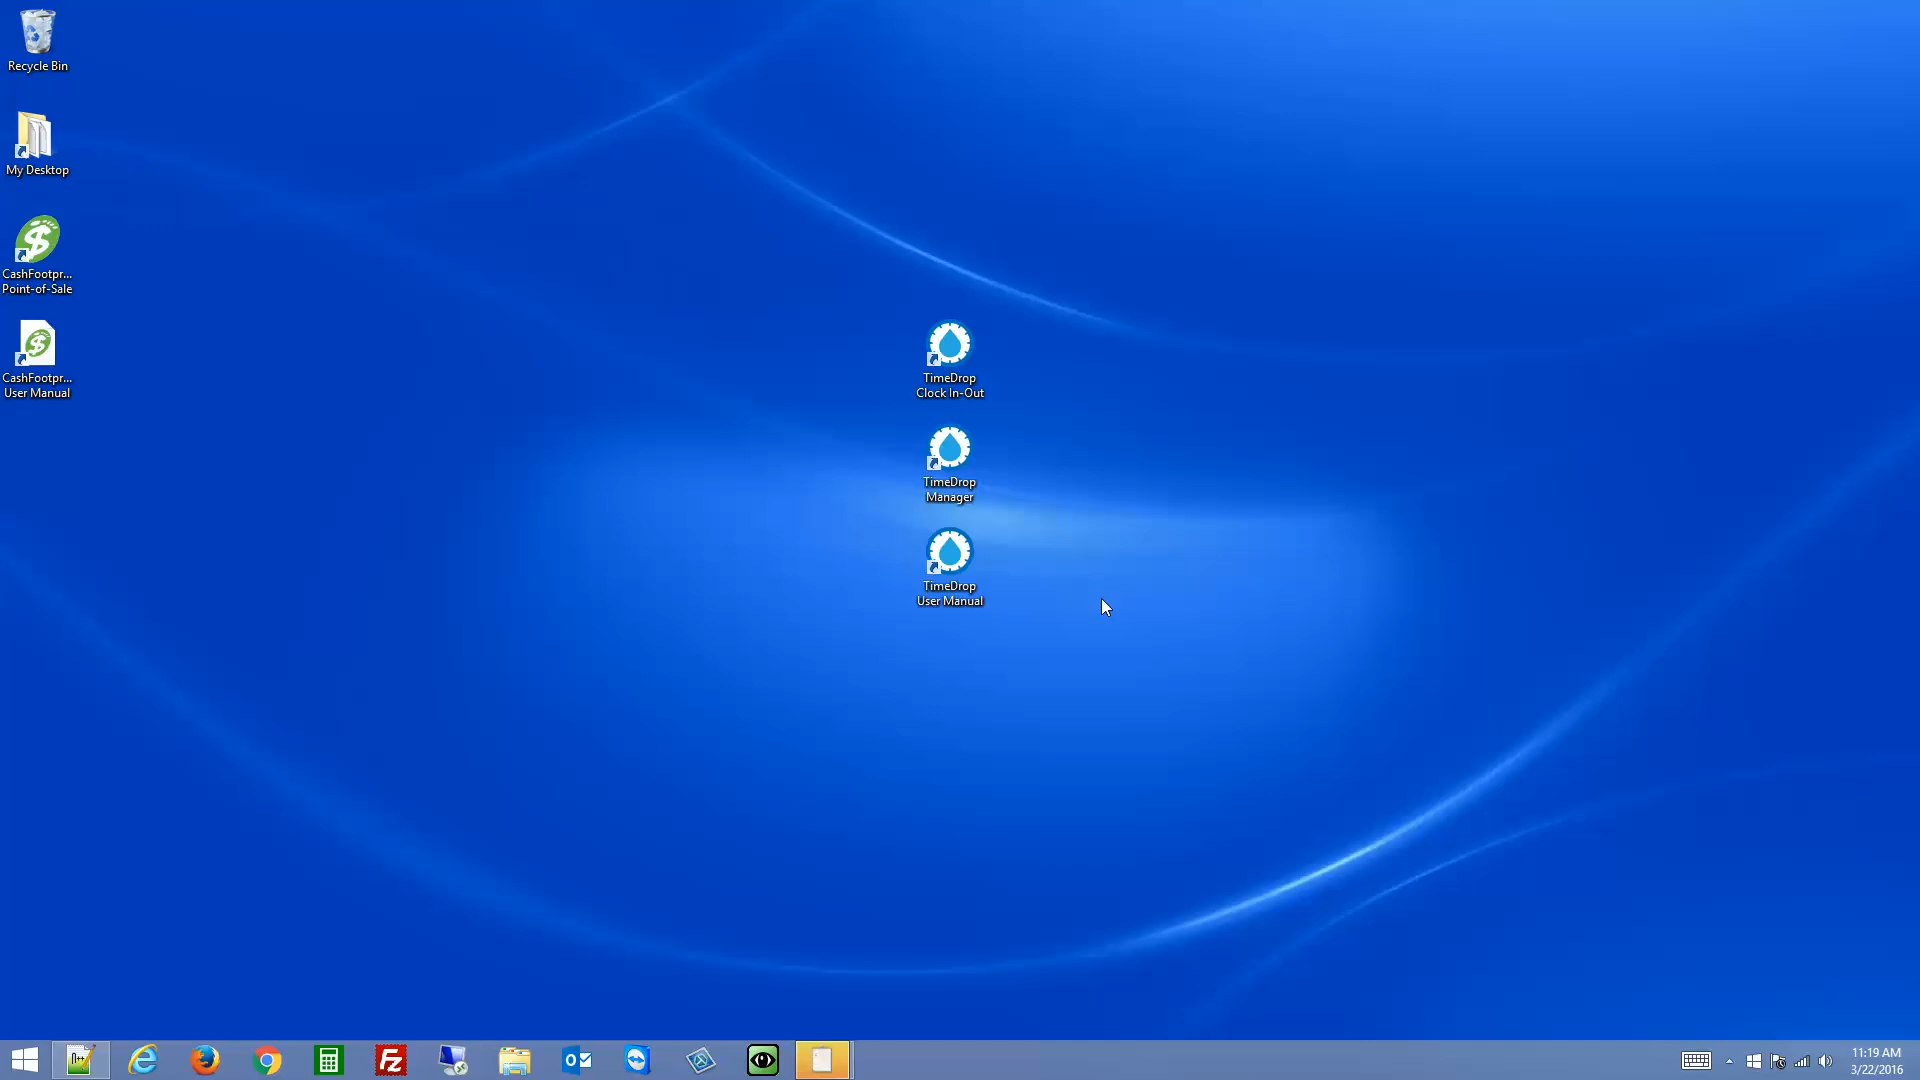 Recycle Bin
My Desktop
CashFootpr...
Point-of-Sale
CashFootpr...
User Manual
TimeDrop
Clock In-Out
TimeDrop
Manager
TimeDrop
User Manual
11:19 AM
3/22/2016